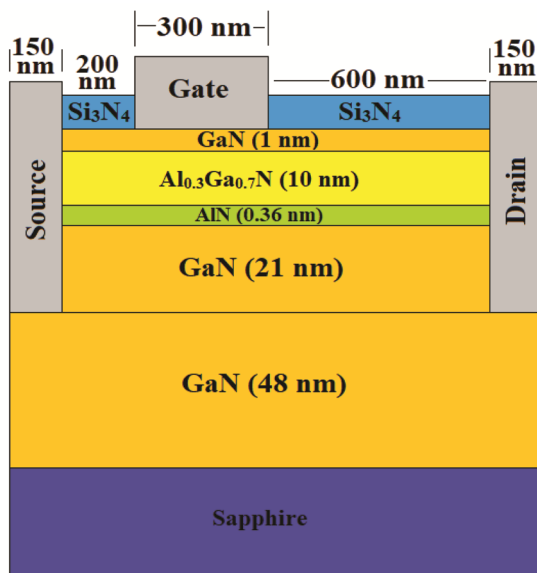 300 nm
150
nm
200
nm
600 nm
150
nm
Gate
Si₃N₄
Si₃N₄
GaN (1 nm)
Al₀.₃Ga₀.₇N (10 nm)
AlN (0.36 nm)
Source
Drain
GaN (21 nm)
GaN (48 nm)
Sapphire